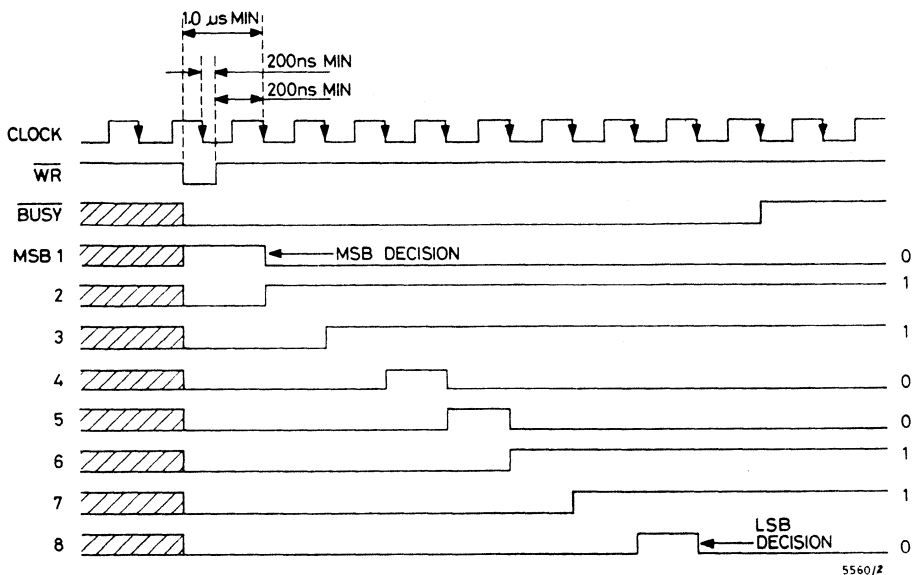 1.0 μs MIN
200ns MIN
200ns MIN
CLOCK
WR
BUSY
MSB 1
MSB DECISION
0
2
1
3
1
4
0
5
0
6
1
7
1
8
LSB
DECISION
0
5560/2